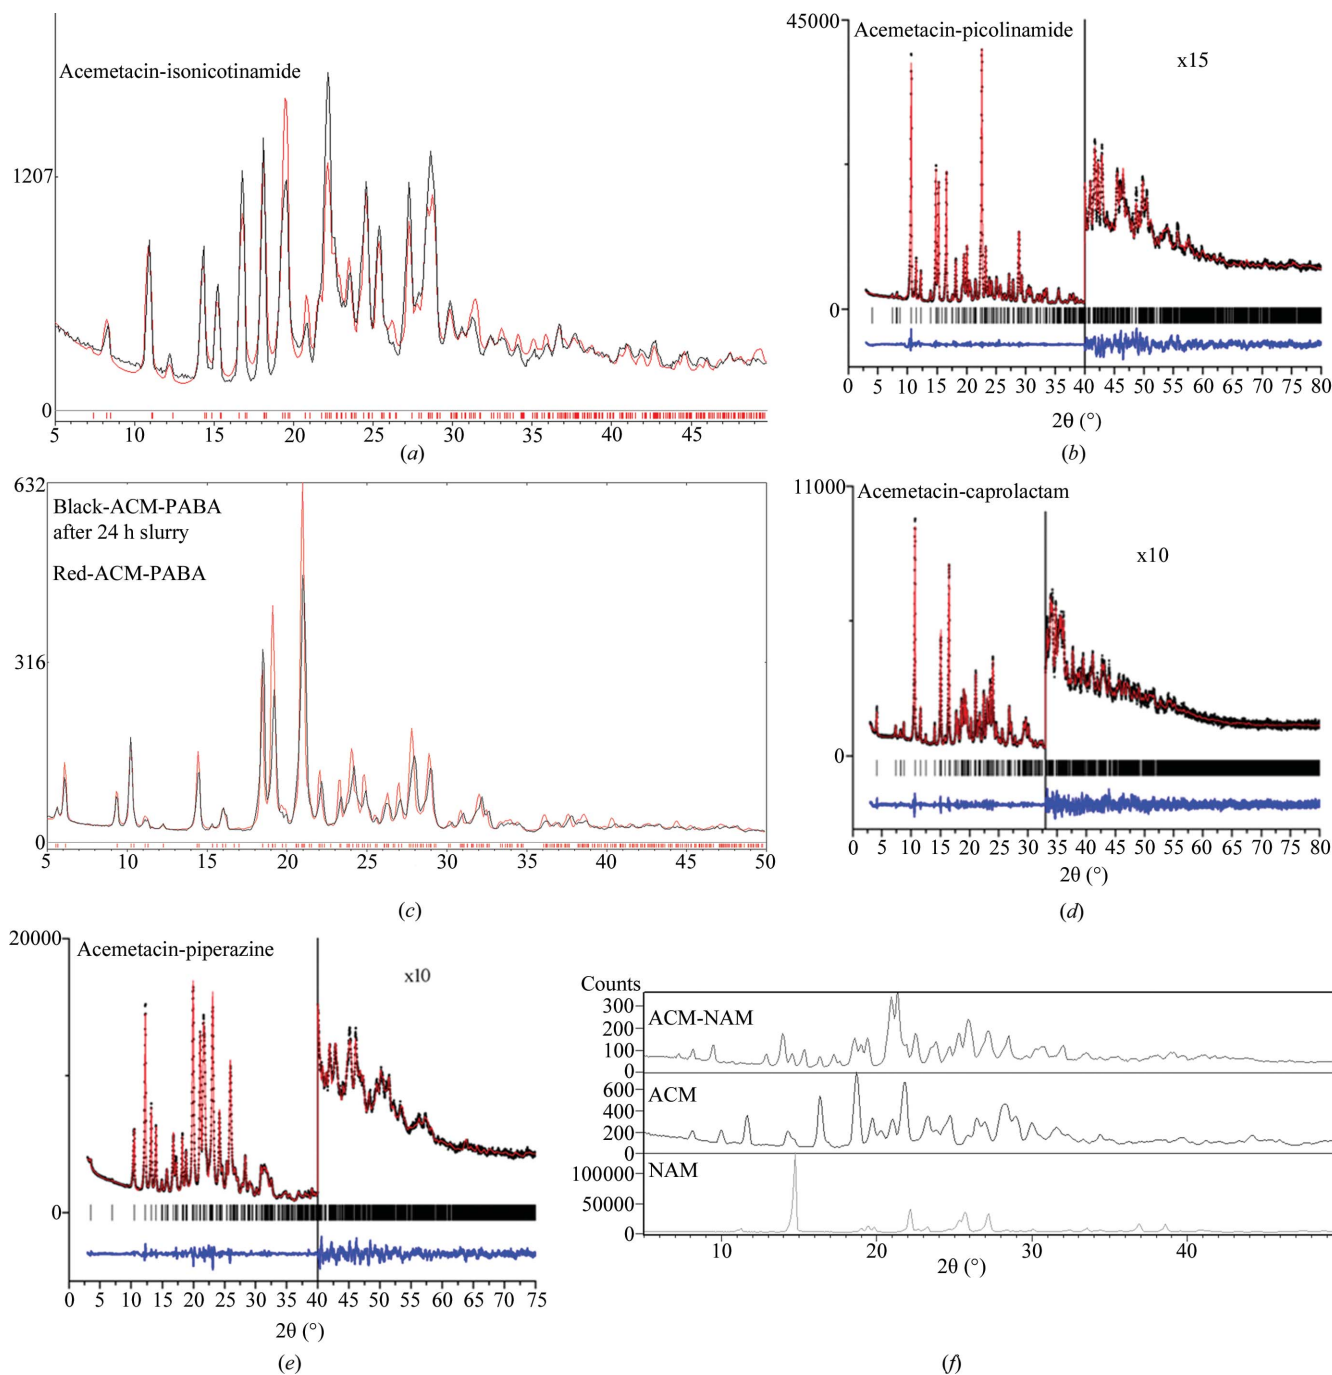 Acemetacin-isonicotinamide
1207
0
5 10 15 20 25 30 35 40 45
(a)
45000
Acemetacin-picolinamide
x15
0
0 5 10 15 20 25 30 35 40 45 50 55 60 65 70 75 80
2θ (°)
(b)
632
Black-ACM-PABA
after 24 h slurry
Red-ACM-PABA
316
0
5 10 15 20 25 30 35 40 45 50
(c)
11000
Acemetacin-caprolactam
x10
0
0 5 10 15 20 25 30 35 40 45 50 55 60 65 70 75 80
2θ (°)
(d)
20000
Acemetacin-piperazine
x10
0
0 5 10 15 20 25 30 35 40 45 50 55 60 65 70 75
2θ (°)
(e)
Counts
300
200
100
0
ACM-NAM
600
400
200
0
ACM
100000
50000
0
NAM
10 20 30 40
2θ (°)
(f)